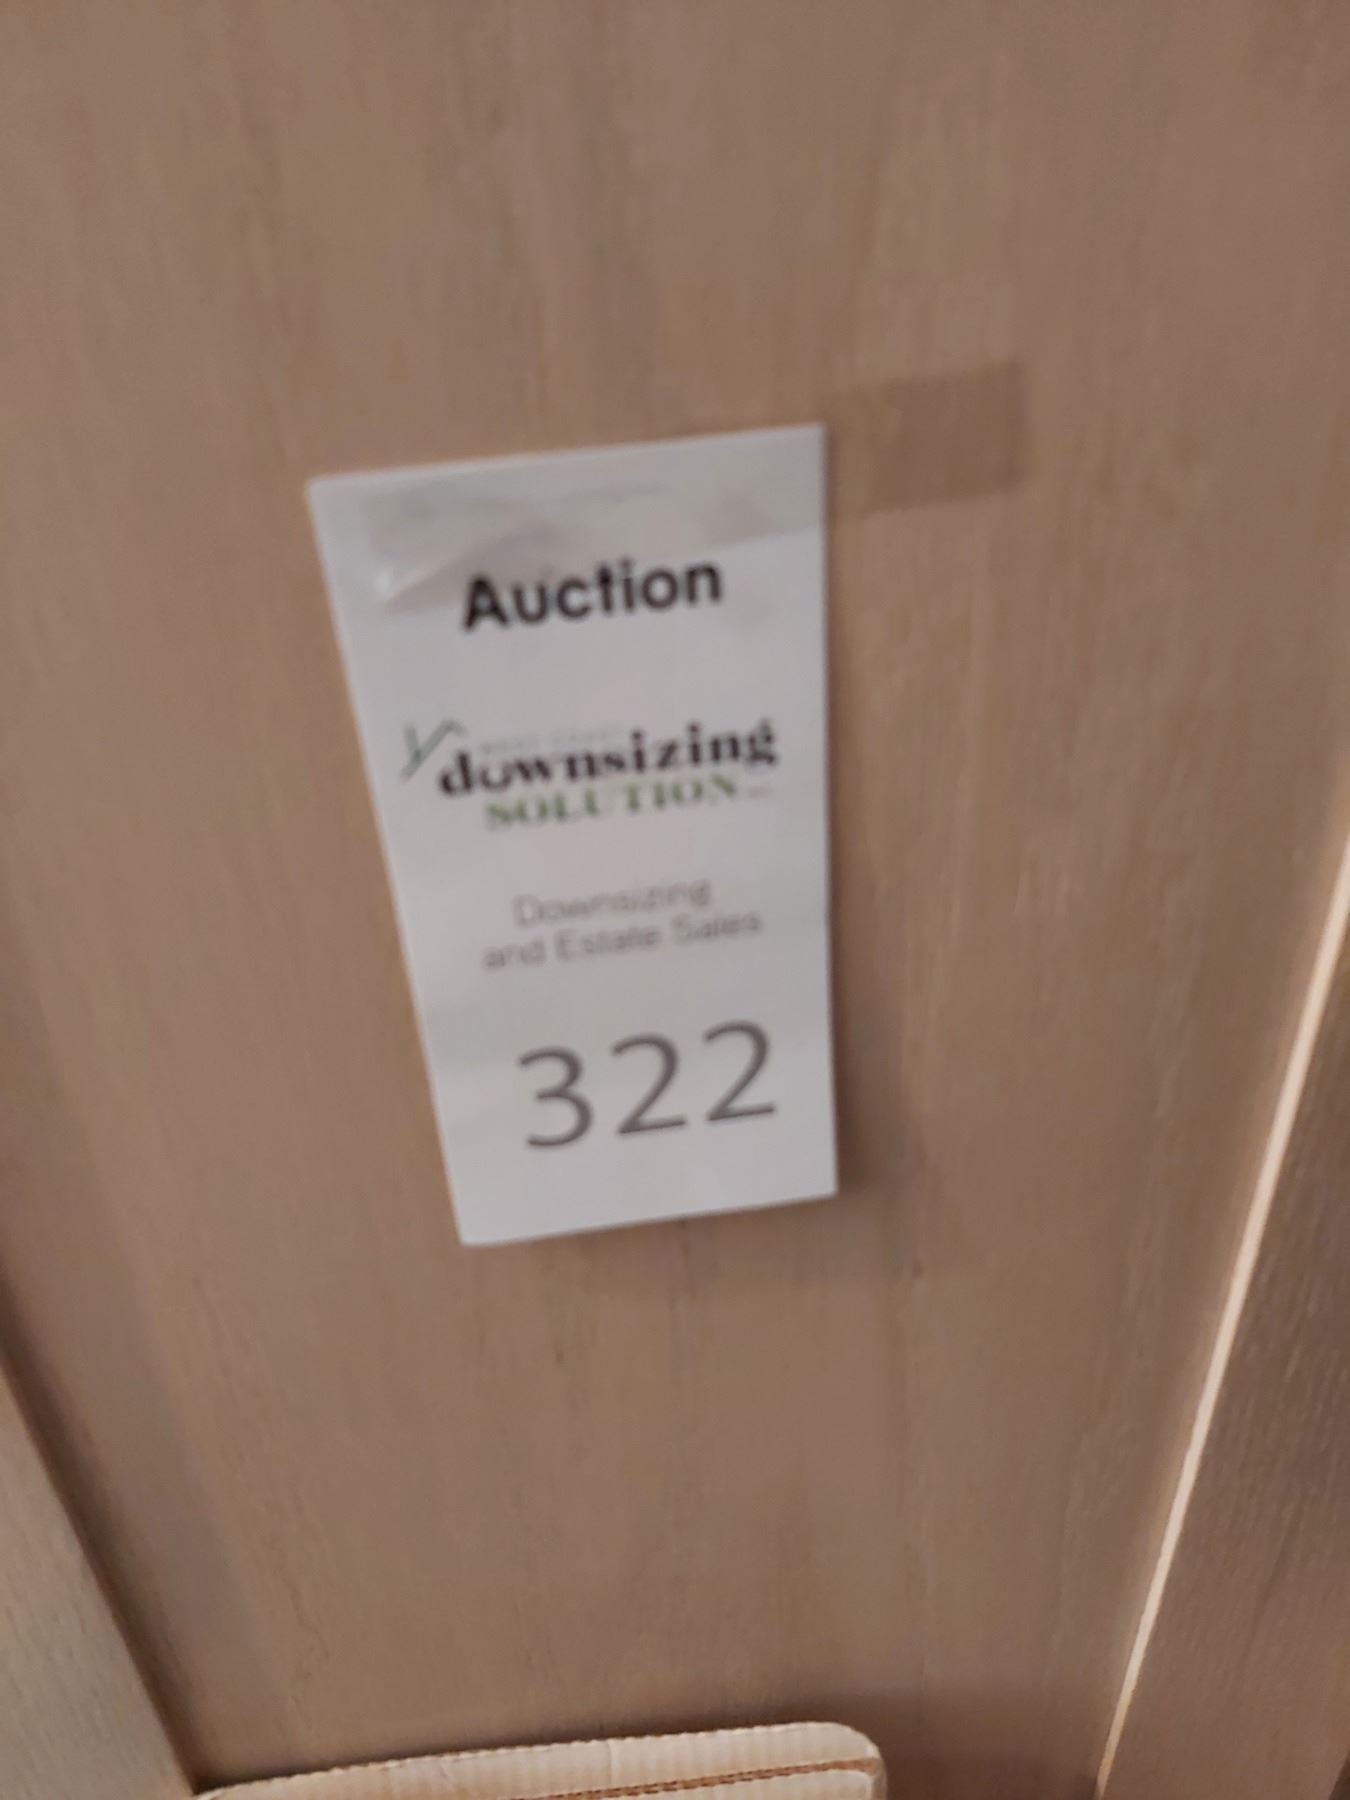 Auction
downsizing
SOLUTION
Downsizing
and Estate Sales
322